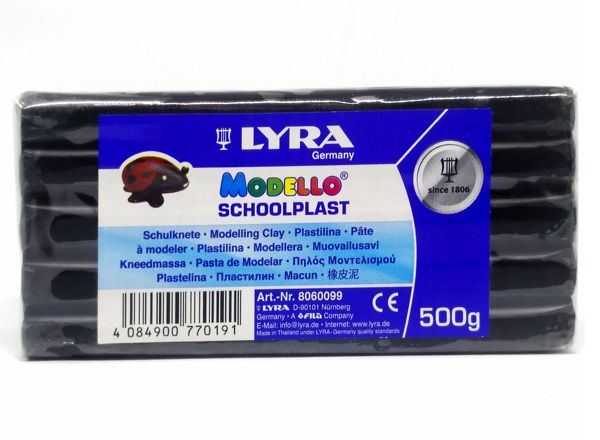 LYRA
Germany
MODELLO®
SCHOOLPLAST
since 1806
Schulknete · Modelling Clay · Plastilina · Pâte
à modeler · Plastilina · Modellera · Muovailusavi
Kneedmassa · Pasta de Modelar · Πηλός Μοντελισμού
Plastelina · Пластилин · Macun · 橡皮泥
Art.-Nr. 8060099
LYRA D-90101 Nürnberg
Germany · A FILA Company
E-Mail: info@lyra.de · Internet: www.lyra.de
Made in Thailand under LYRA-Germany quality standards
CE
500g
4 084900 770191